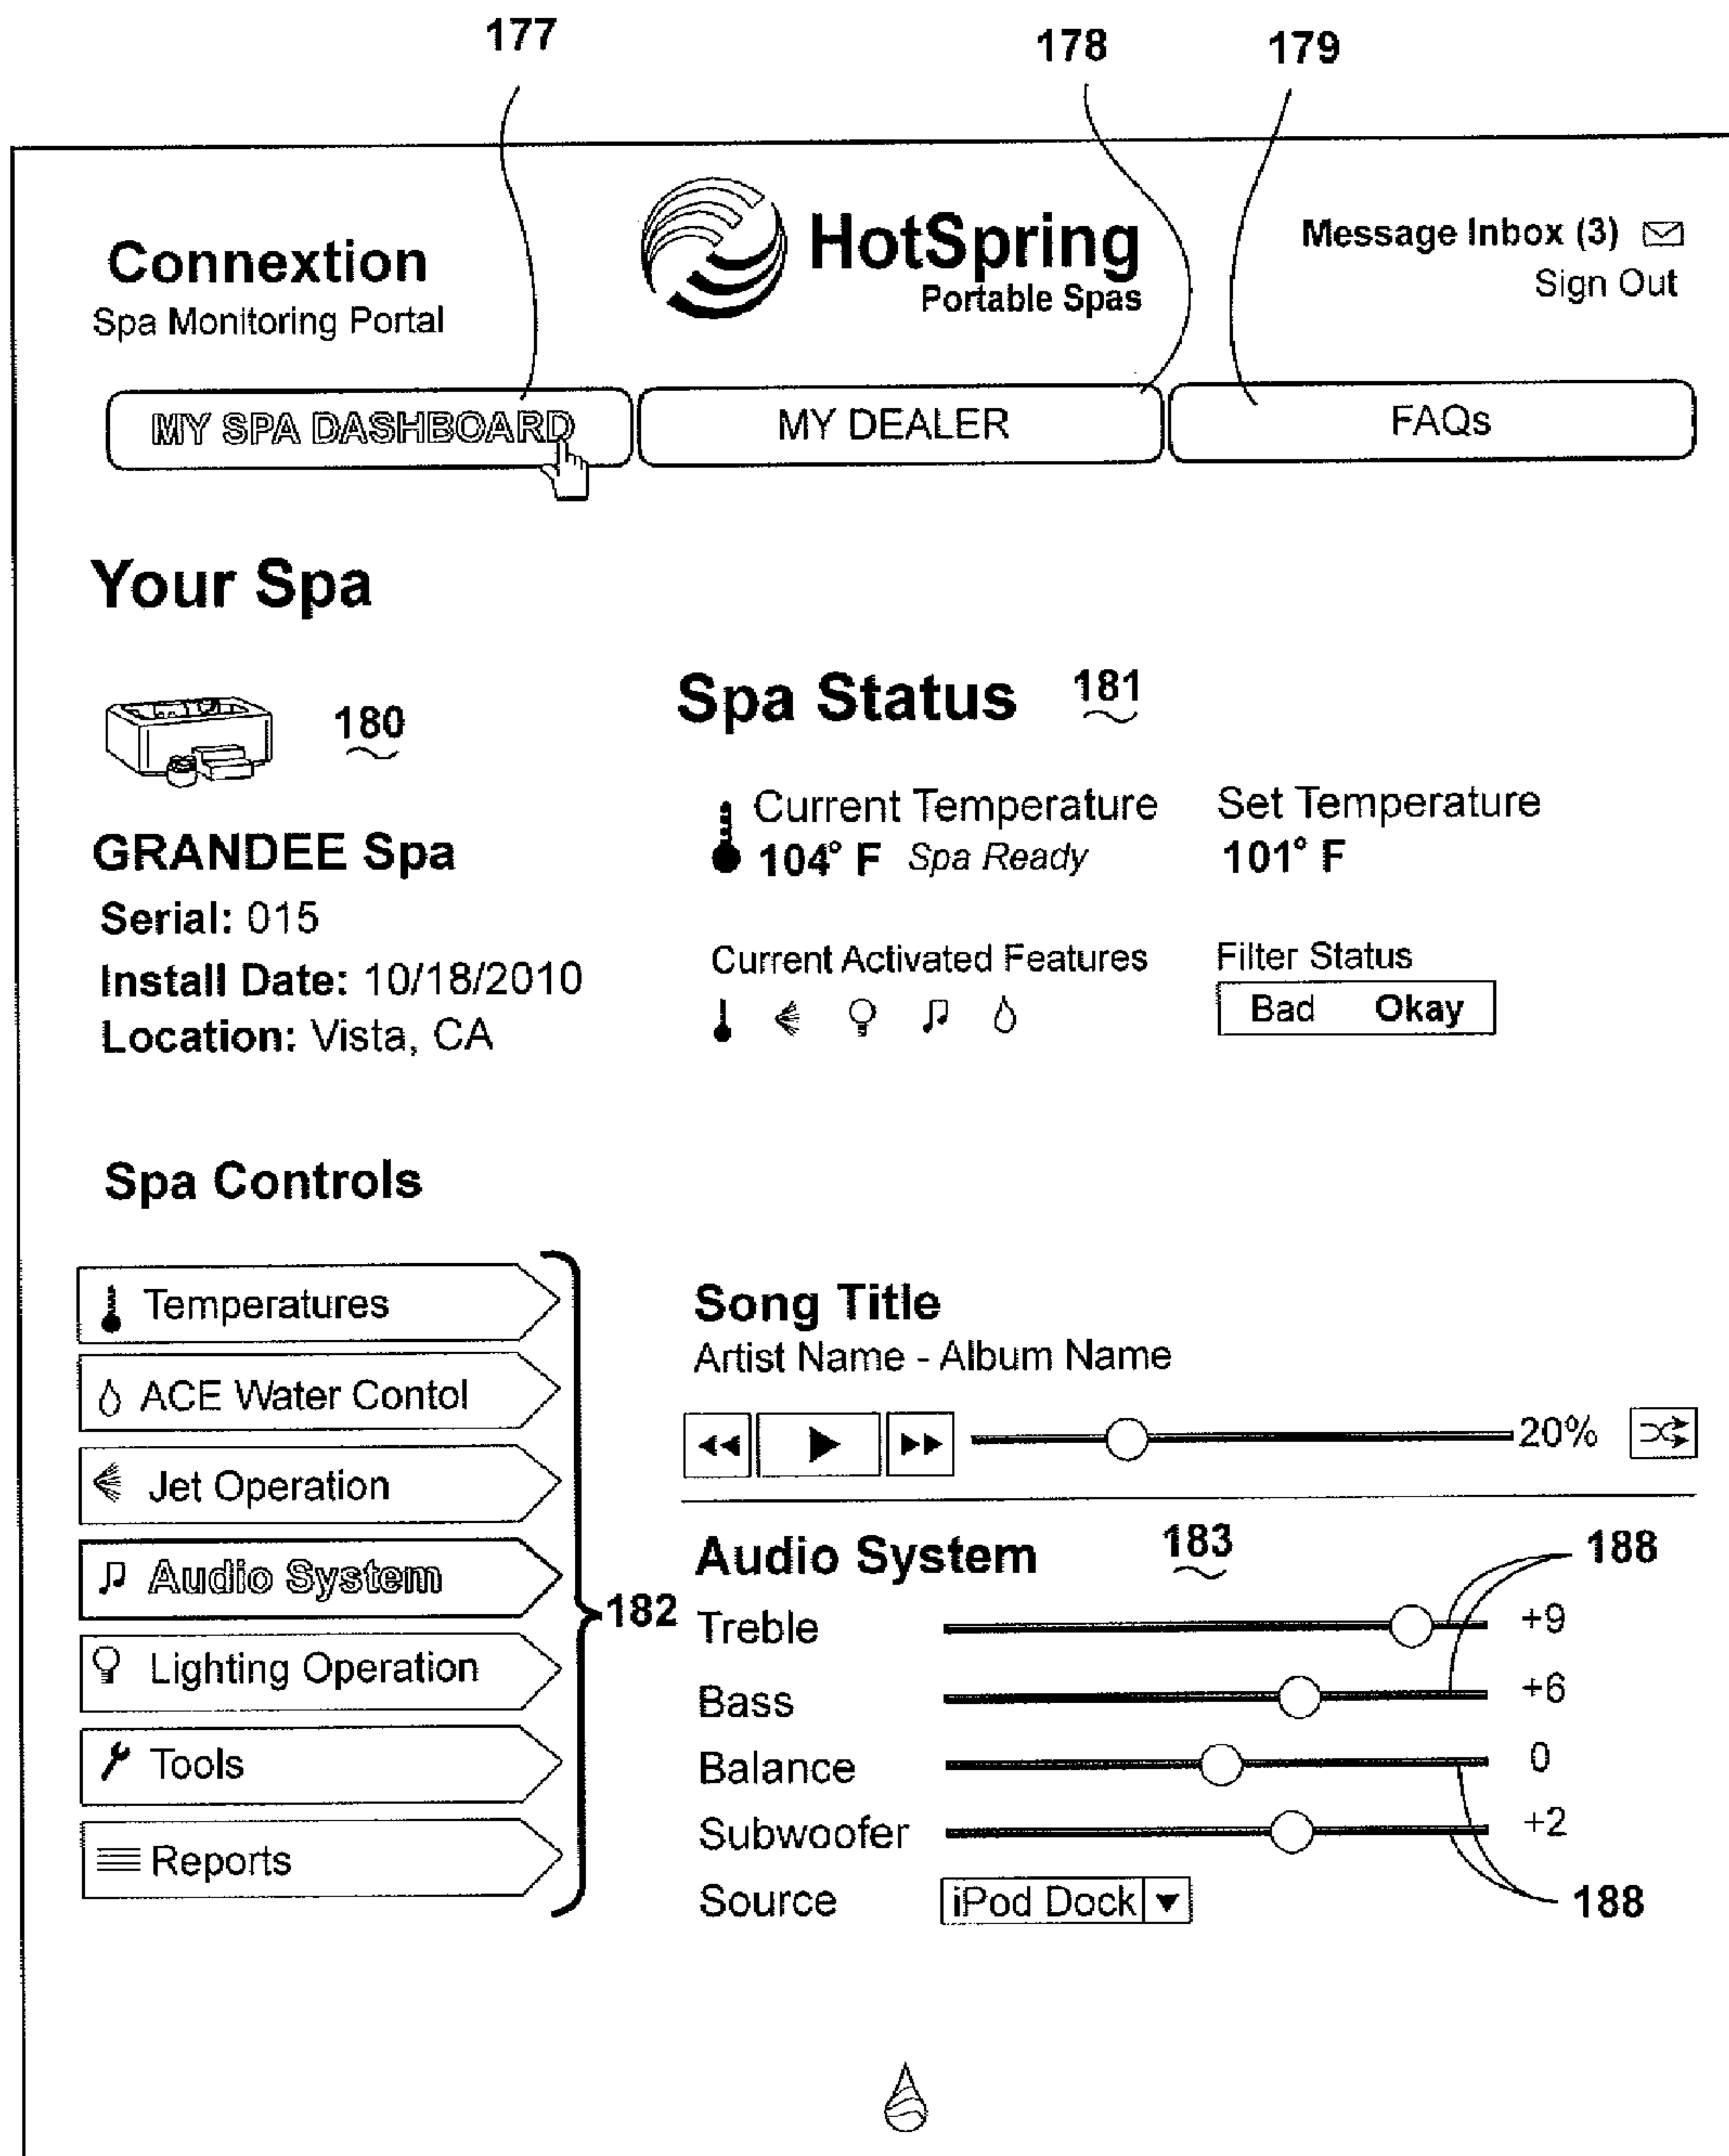 177
178
179
Connextion
Spa Monitoring Portal
HotSpring
Portable Spas
Message Inbox (3)
Sign Out
MY SPA DASHBOARD
MY DEALER
FAQs
Your Spa
180
GRANDEE Spa
Serial: 015
Install Date: 10/18/2010
Location: Vista, CA
Spa Status
181
Current Temperature
104° F Spa Ready
Set Temperature
101° F
Current Activated Features
Filter Status
Bad Okay
Spa Controls
Temperatures
ACE Water Contol
Jet Operation
Audio System
Lighting Operation
Tools
Reports
182
Song Title
Artist Name - Album Name
20%
Audio System
183
188
Treble +9
Bass +6
Balance 0
Subwoofer +2
Source iPod Dock
188